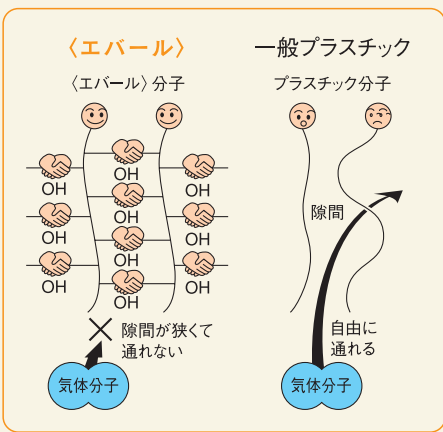 〈エバール〉
〈エバール〉分子
OH
OH
OH
OH
OH
OH
OH
OH
OH
OH
隙間が狭くて
通れない
気体分子
一般プラスチック
プラスチック分子
隙間
自由に
通れる
気体分子